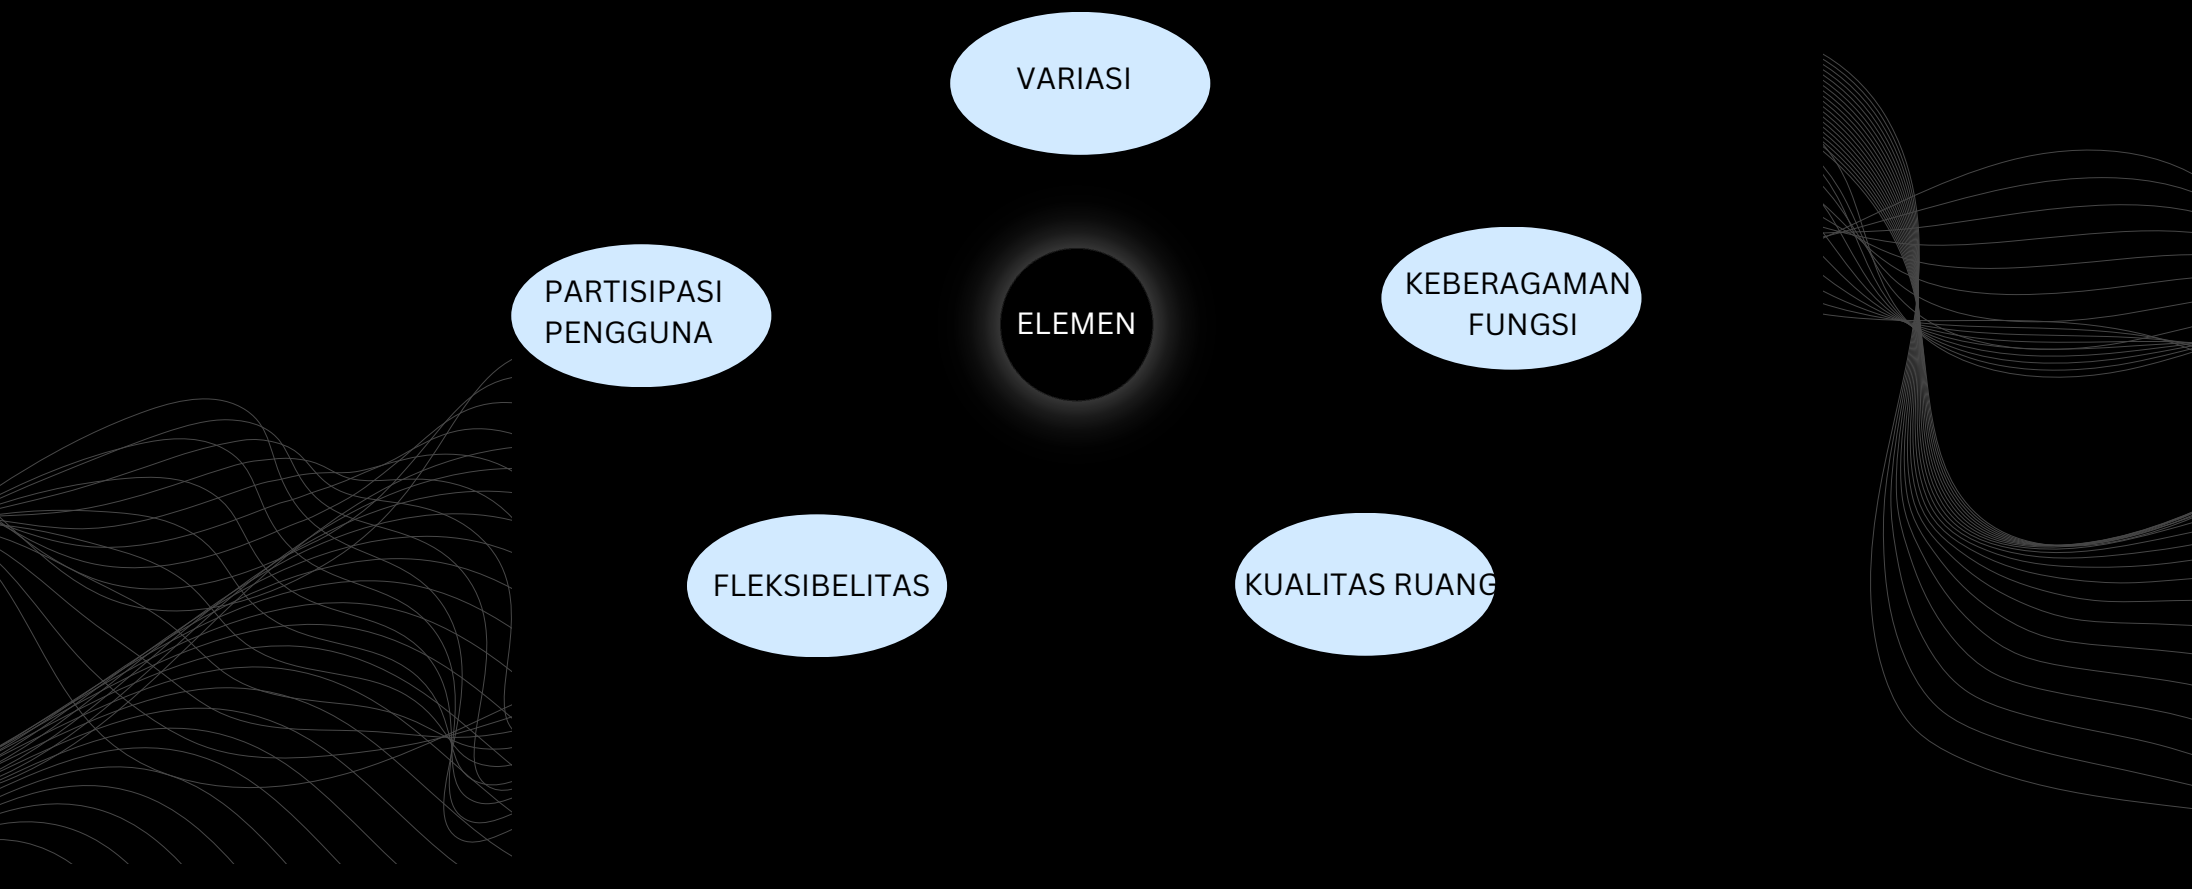 VARIASI
PARTISIPASI
PENGGUNA
ELEMEN
KEBERAGAMAN
FUNGSI
FLEKSIBELITAS
KUALITAS RUANG